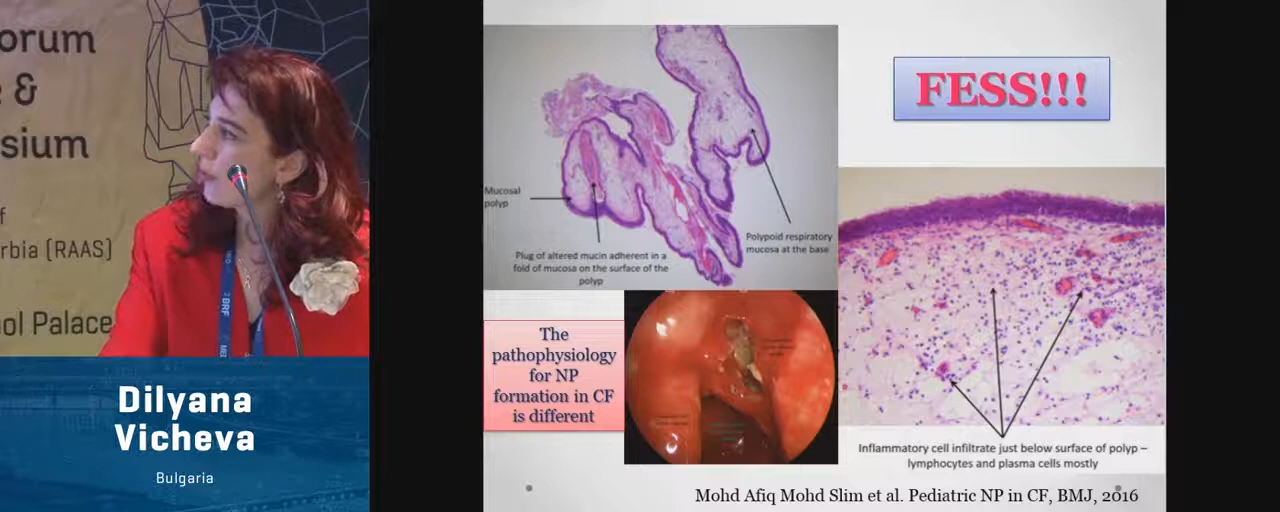 orum
e &
sium
f
rbia (RAAS)
ool Palace
BRF
Dilyana
Vicheva
Bulgaria
Mucosal
polyp
Plug of altered mucin adherent in a
fold of mucosa on the surface of the
polyp
Polypoid respiratory
mucosa at the base
FESS!!!
The
pathophysiology
for NP
formation in CF
is different
Inflammatory cell infiltrate just below surface of polyp –
lymphocytes and plasma cells mostly
Mohd Afiq Mohd Slim et al. Pediatric NP in CF, BMJ, 2016